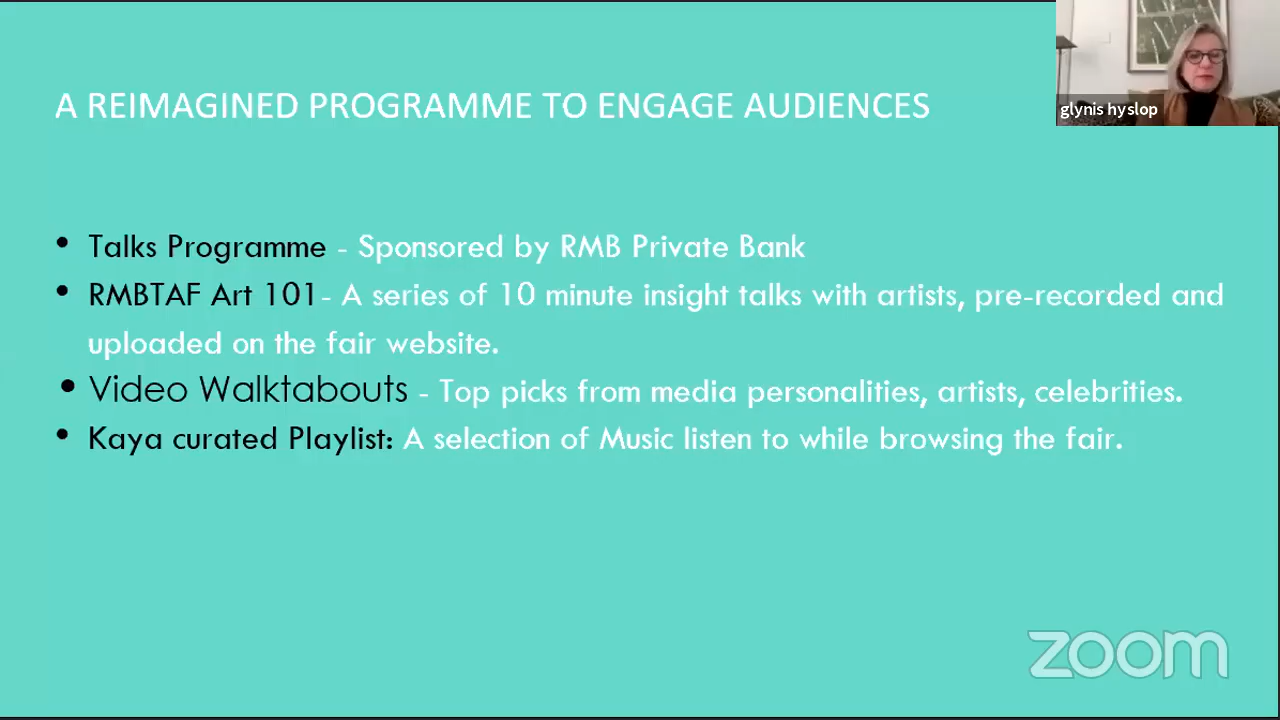 glynis hyslop
A REIMAGINED PROGRAMME TO ENGAGE AUDIENCES
• Talks Programme - Sponsored by RMB Private Bank
• RMBTAF Art 101- A series of 10 minute insight talks with artists, pre-recorded and
uploaded on the fair website.
• Video Walktabouts - Top picks from media personalities, artists, celebrities.
• Kaya curated Playlist: A selection of Music listen to while browsing the fair.
zoom